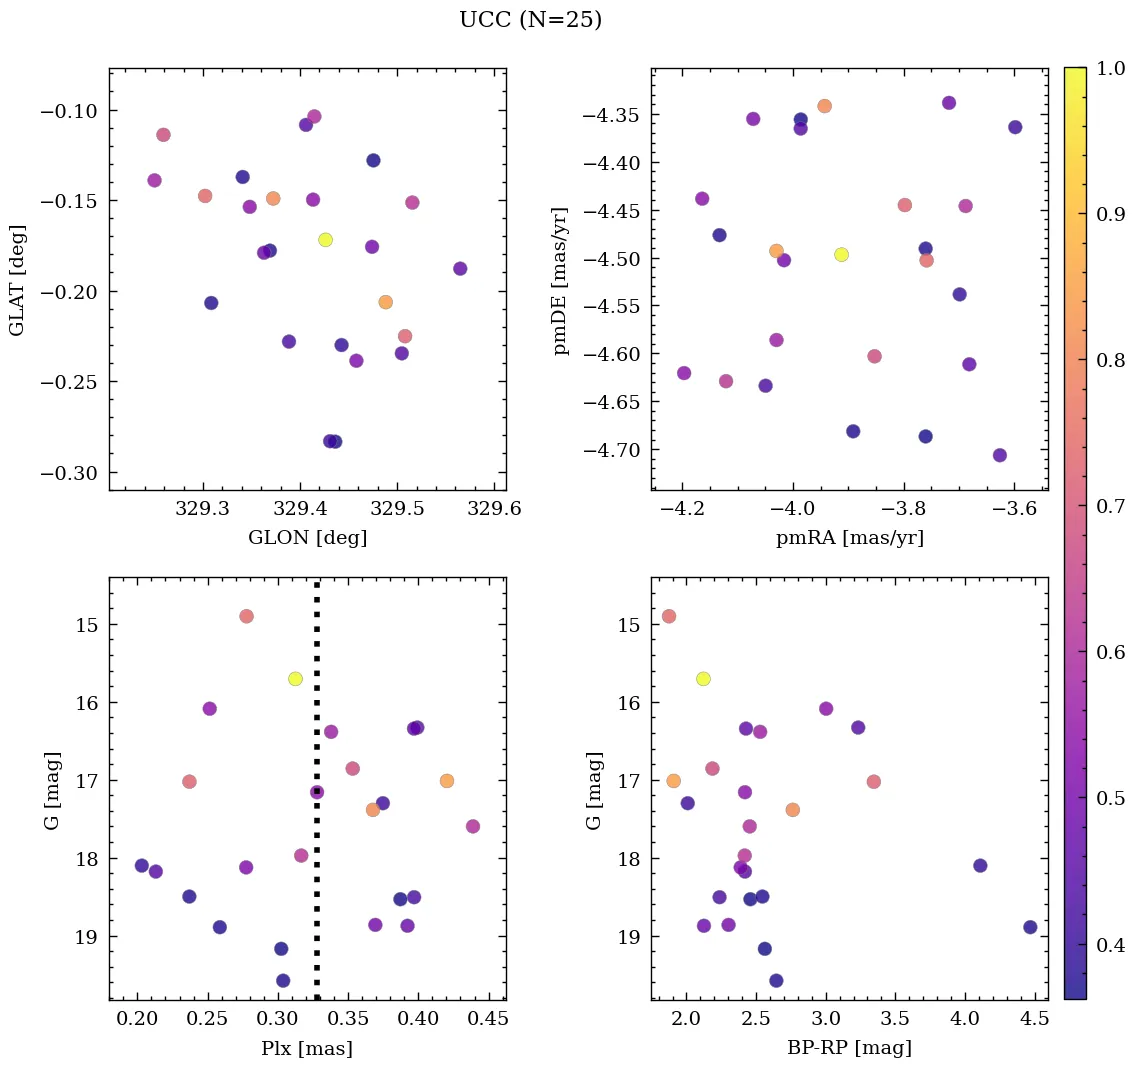 UCC (N=25)
−0.10
−0.15
−0.20
−0.25
−0.30
GLAT [deg]
329.3 329.4 329.5 329.6
GLON [deg]
−4.35
−4.40
−4.45
−4.50
−4.55
−4.60
−4.65
−4.70
pmDE [mas/yr]
−4.2 −4.0 −3.8 −3.6
pmRA [mas/yr]
15
16
17
18
19
G [mag]
0.20 0.25 0.30 0.35 0.40 0.45
Plx [mas]
15
16
17
18
19
G [mag]
2.0 2.5 3.0 3.5 4.0 4.5
BP-RP [mag]
1.0
0.9
0.8
0.7
0.6
0.5
0.4